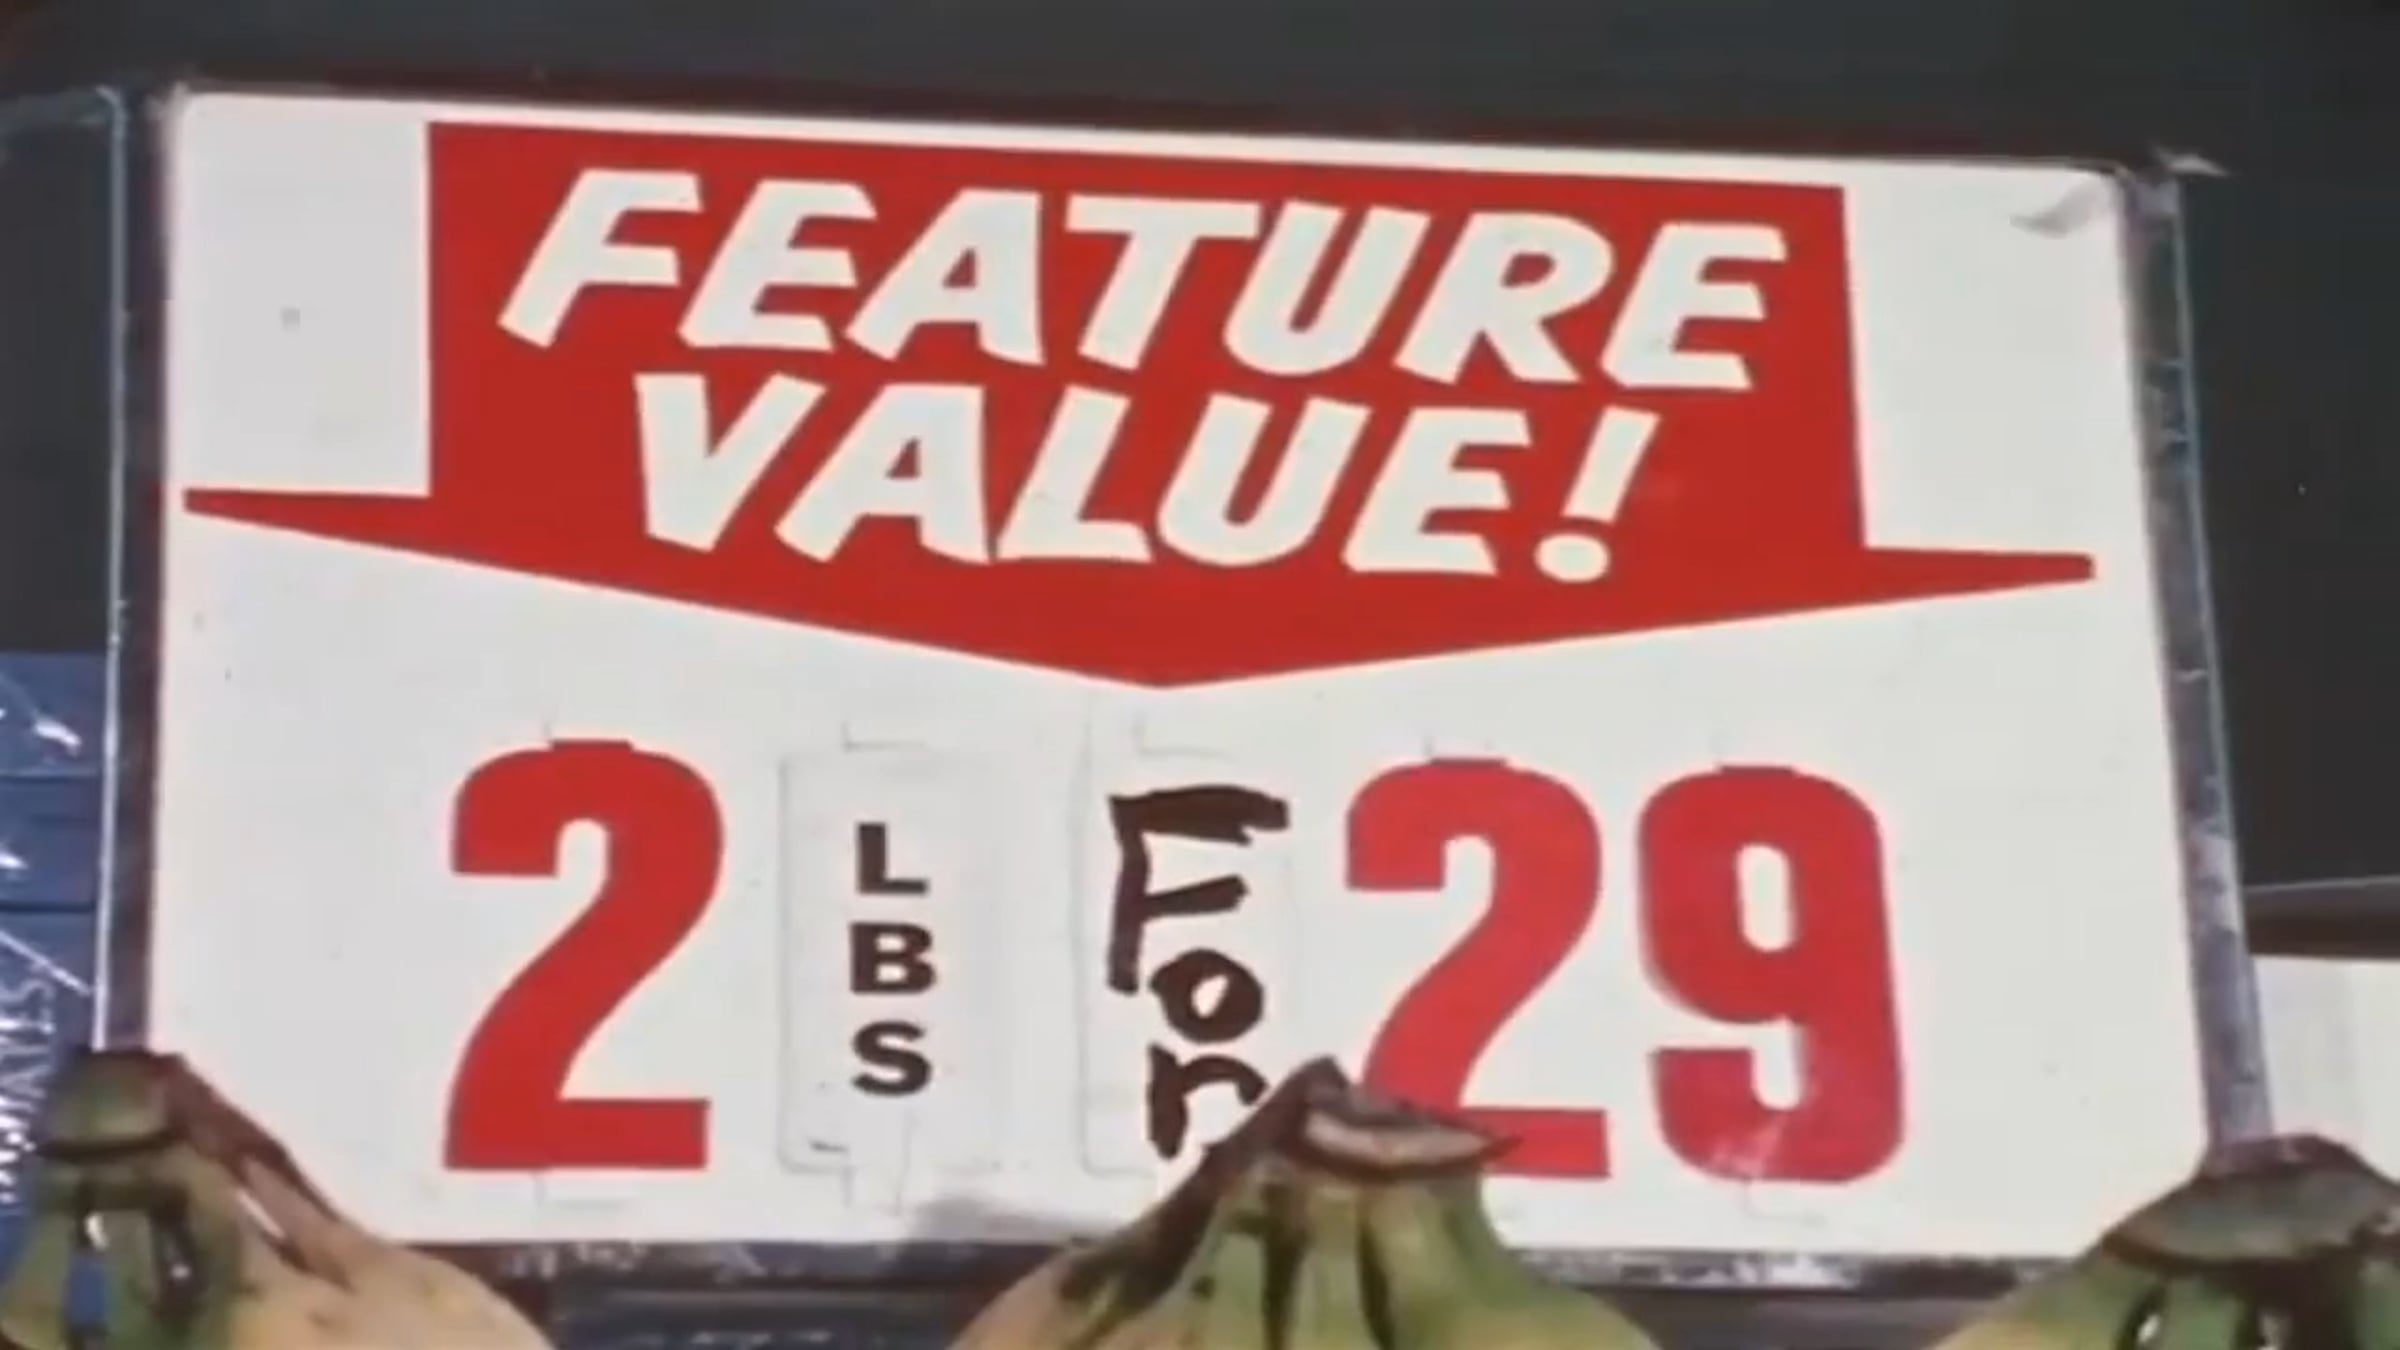 FEATURE
VALUE!
2 LBS For 29